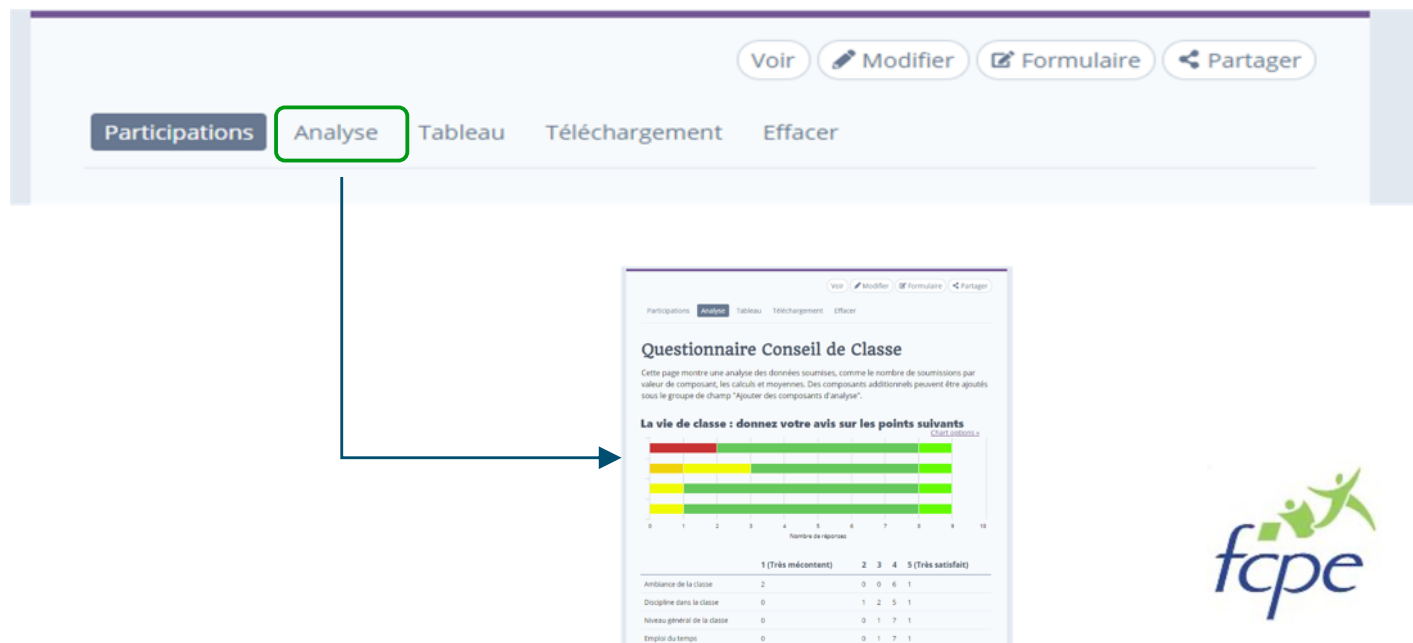 Voir Modifier Formulaire Partager
Participations Analyse Tableau Téléchargement Effacer
Voir Modifier Formulaire Partager
Participations Analyse Tableau Téléchargement Effacer
Questionnaire Conseil de Classe
Cette page montre une analyse des données soumises, comme le nombre de soumissions par
valeur de composant, les calculs et moyennes. Des composants additionnels peuvent être ajoutés
sous le groupe de champ "Ajouter des composants d'analyse".
La vie de classe : donnez votre avis sur les points suivants
Chart options »
0 1 2 3 4 5 6 7 8 9 10
Nombre de réponses
1 (Très mécontent) 2 3 4 5 (Très satisfait)
Ambiance de la classe 2 0 0 6 1
Discipline dans la classe 0 1 2 5 1
Niveau général de la classe 0 0 1 7 1
Emploi du temps 0 0 1 7 1
fcpe